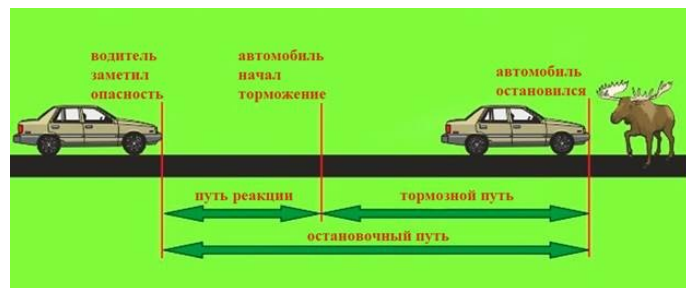 водитель
заметил
опасность
автомобиль
начал
торможение
автомобиль
остановился
путь реакции
тормозной путь
остановочный путь